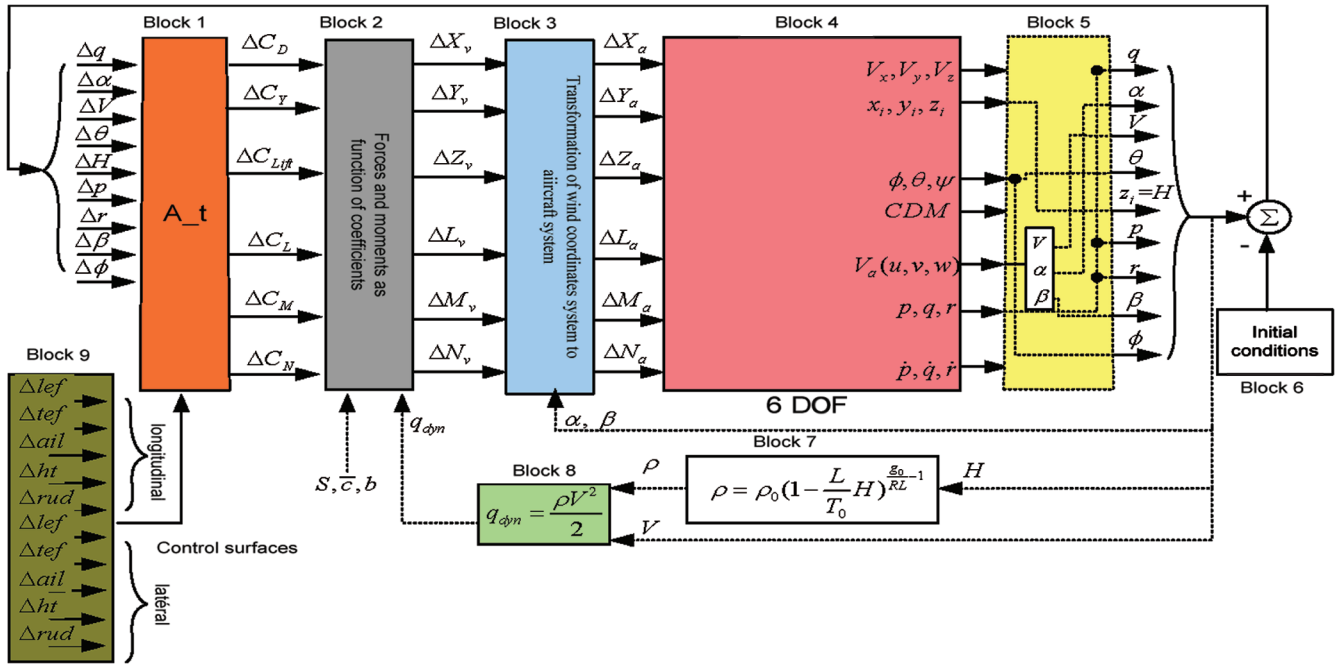 Block 1
Block 2
Block 3
Block 4
Block 5
Δq
Δα
ΔV
Δθ
ΔH
Δp
Δr
Δβ
Δϕ
A_t
ΔC_D
ΔC_Y
ΔC_Lift
ΔC_L
ΔC_M
ΔC_N
Forces and moments as
function of coefficients
ΔX_v
ΔY_v
ΔZ_v
ΔL_v
ΔM_v
ΔN_v
Transformation of wind coordinates system to
aiircraft system
ΔX_a
ΔY_a
ΔZ_a
ΔL_a
ΔM_a
ΔN_a
V_x, V_y, V_z
x_i, y_i, z_i
ϕ, θ, ψ
CDM
V_a(u, v, w)
p, q, r
ṗ, q̇, ṙ
6 DOF
V
α
β
q
α
V
θ
z_i=H
p
r
β
ϕ
+
Σ
-
Initial
conditions
Block 6
α, β
Block 7
ρ = ρ_0(1 − L/T_0 H)^(g_0/RL −1)
H
ρ
V
Block 8
q_dyn = ρV^2/2
q_dyn
S, c̅, b
Block 9
Δlef
Δtef
Δail
Δht
Δrud
Δlef
Δtef
Δail
Δht
Δrud
longitudinal
latéral
Control surfaces